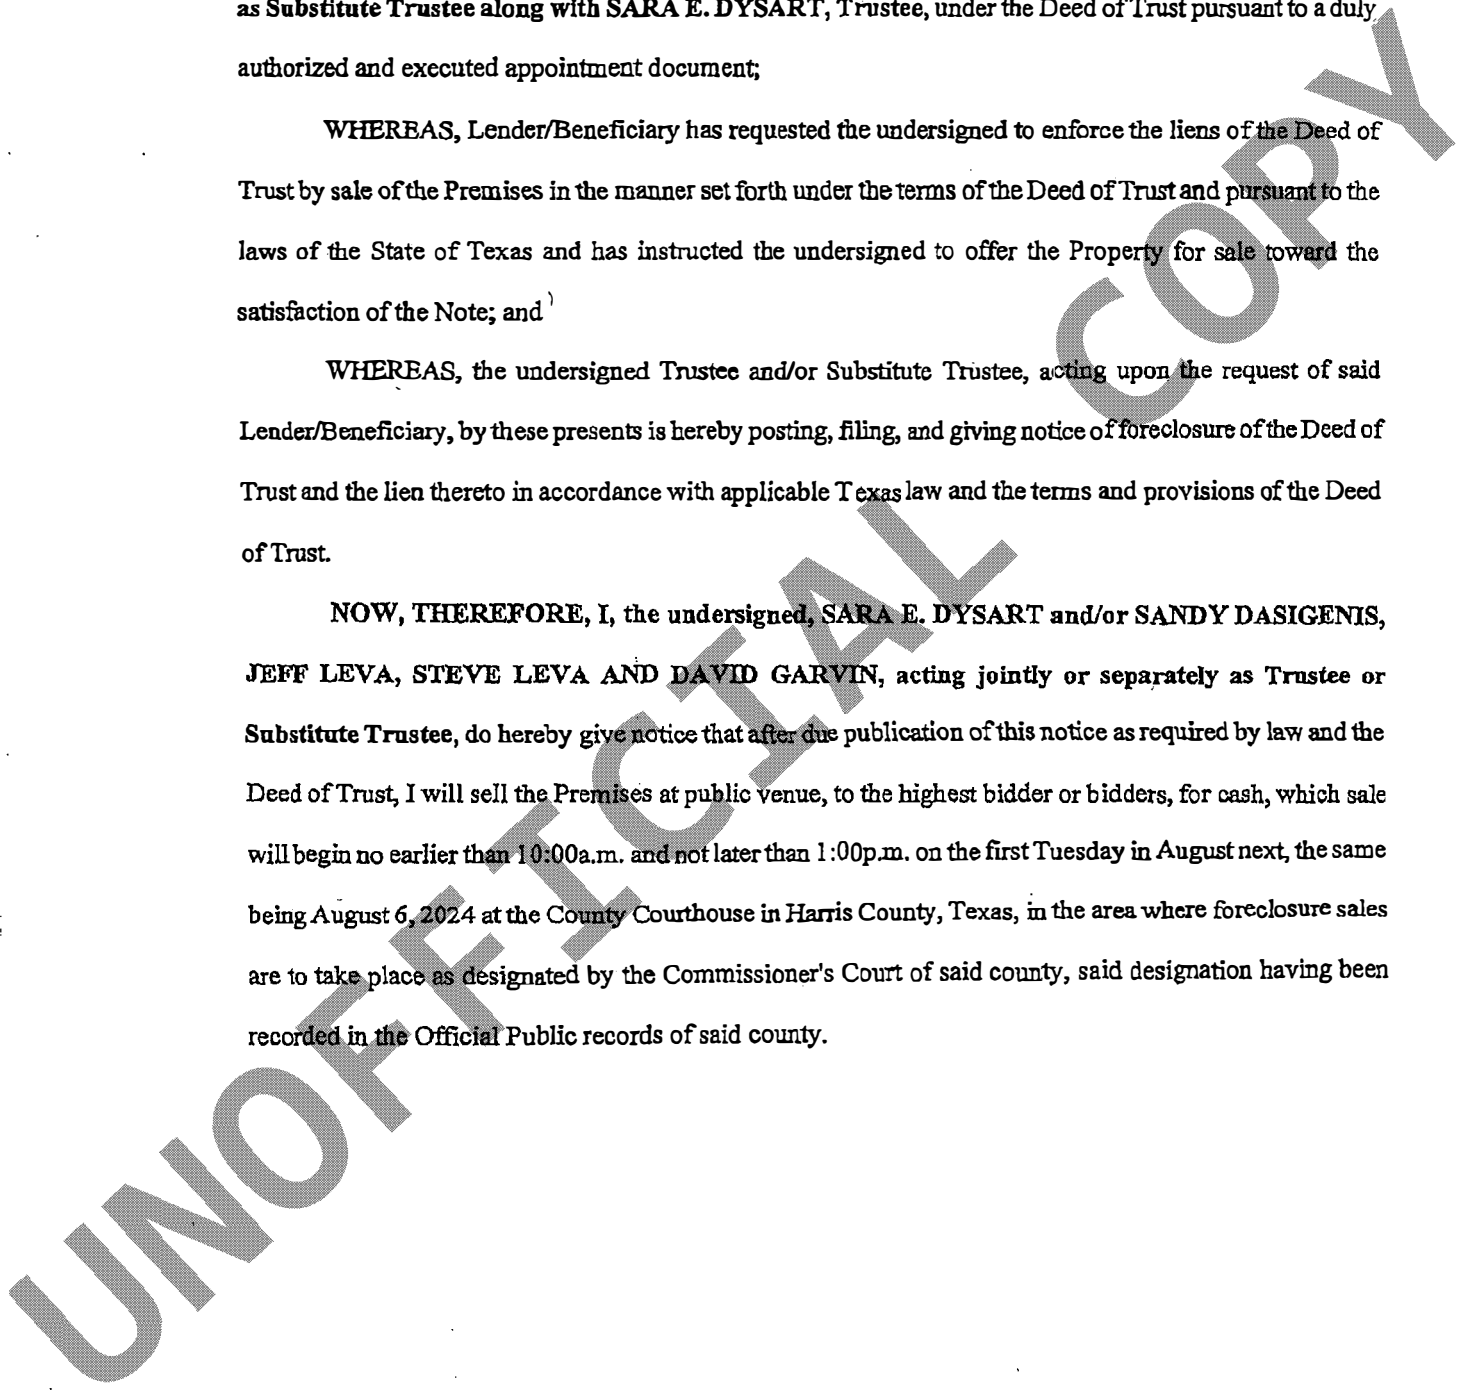 as Substitute Trustee along with SARA E. DYSART, Trustee, under the Deed of Trust pursuant to a duly
authorized and executed appointment document;
WHEREAS, Lender/Beneficiary has requested the undersigned to enforce the liens of the Deed of
Trust by sale of the Premises in the manner set forth under the terms of the Deed of Trust and pursuant to the
laws of the State of Texas and has instructed the undersigned to offer the Property for sale toward the
satisfaction of the Note; and
WHEREAS, the undersigned Trustee and/or Substitute Trustee, acting upon the request of said
Lender/Beneficiary, by these presents is hereby posting, filing, and giving notice of foreclosure of the Deed of
Trust and the lien thereto in accordance with applicable Texas law and the terms and provisions of the Deed
of Trust.
NOW, THEREFORE, I, the undersigned, SARA E. DYSART and/or SANDY DASIGENIS,
JEFF LEVA, STEVE LEVA AND DAVID GARVIN, acting jointly or separately as Trustee or
Substitute Trustee, do hereby give notice that after due publication of this notice as required by law and the
Deed of Trust, I will sell the Premises at public venue, to the highest bidder or bidders, for cash, which sale
will begin no earlier than 10:00a.m. and not later than 1:00p.m. on the first Tuesday in August next, the same
being August 6, 2024 at the County Courthouse in Harris County, Texas, in the area where foreclosure sales
are to take place as designated by the Commissioner's Court of said county, said designation having been
recorded in the Official Public records of said county.
UNOFFICIAL COPY